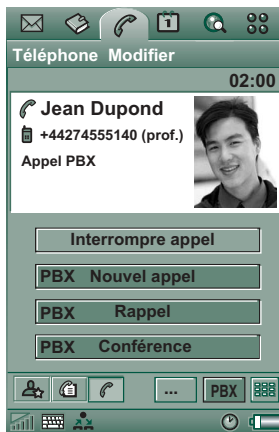 Téléphone Modifier
02:00
Jean Dupond
+44274555140 (prof.)
Appel PBX
Interrompre appel
PBX Nouvel appel
PBX Rappel
PBX Conférence
... PBX